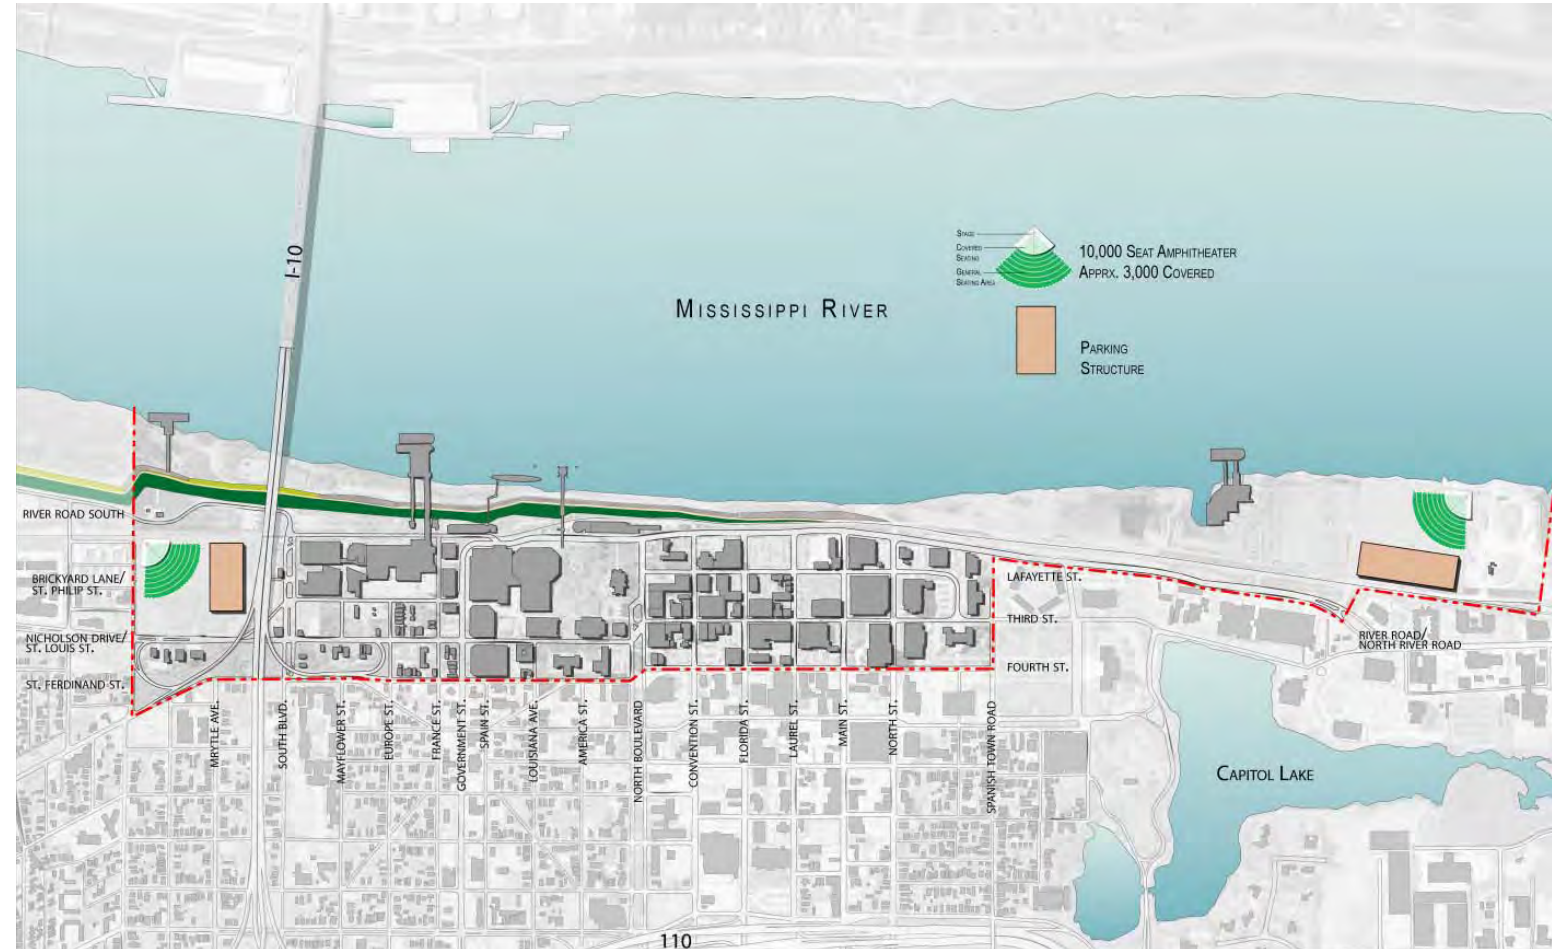 I-10
STAGE
COVERED
SEATING
GENERAL
SEATING AREA
10,000 SEAT AMPHITHEATER
APPRX. 3,000 COVERED
MISSISSIPPI RIVER
PARKING
STRUCTURE
RIVER ROAD SOUTH
BRICKYARD LANE/
ST. PHILIP ST.
NICHOLSON DRIVE/
ST. LOUIS ST.
ST. FERDINAND ST.
LAFAYETTE ST.
THIRD ST.
FOURTH ST.
RIVER ROAD/
NORTH RIVER ROAD
MRYTLE AVE.
SOUTH BLVD.
MAYFLOWER ST.
EUROPE ST.
FRANCE ST.
GOVERNMENT ST.
SPAIN ST.
LOUISIANA AVE.
AMERICA ST.
NORTH BOULEVARD
CONVENTION ST.
FLORIDA ST.
LAUREL ST.
MAIN ST.
NORTH ST.
SPANISH TOWN ROAD
CAPITOL LAKE
110